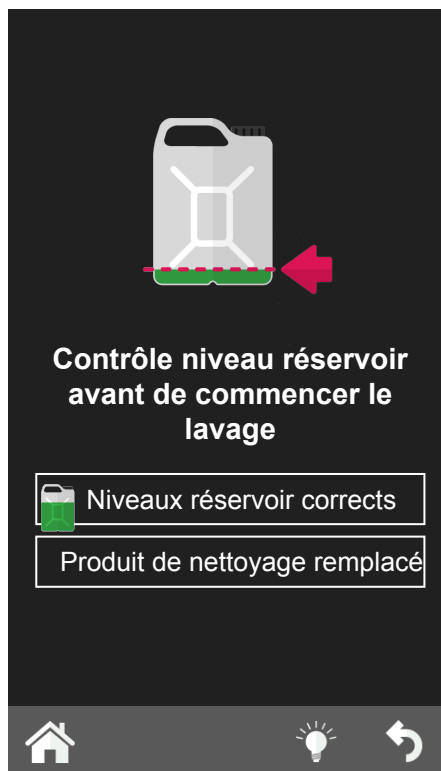 Contrôle niveau réservoir
avant de commencer le
lavage
Niveaux réservoir corrects
Produit de nettoyage remplacé